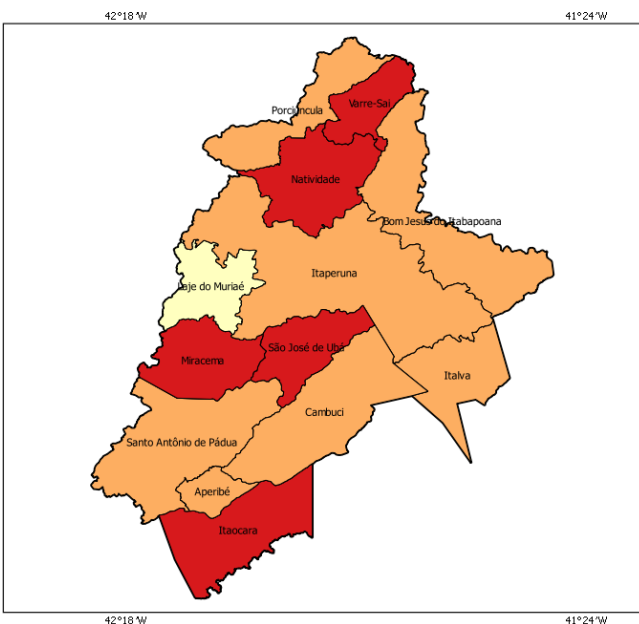 42°18´W 41°24´W
Porciúncula
Varre-Sai
Natividade
Bom Jesus do Itabapoana
Itaperuna
Laje do Muriaé
São José de Ubá
Miracema
Italva
Cambuci
Santo Antônio de Pádua
Aperibé
Itaocara
42°18´W 41°24´W